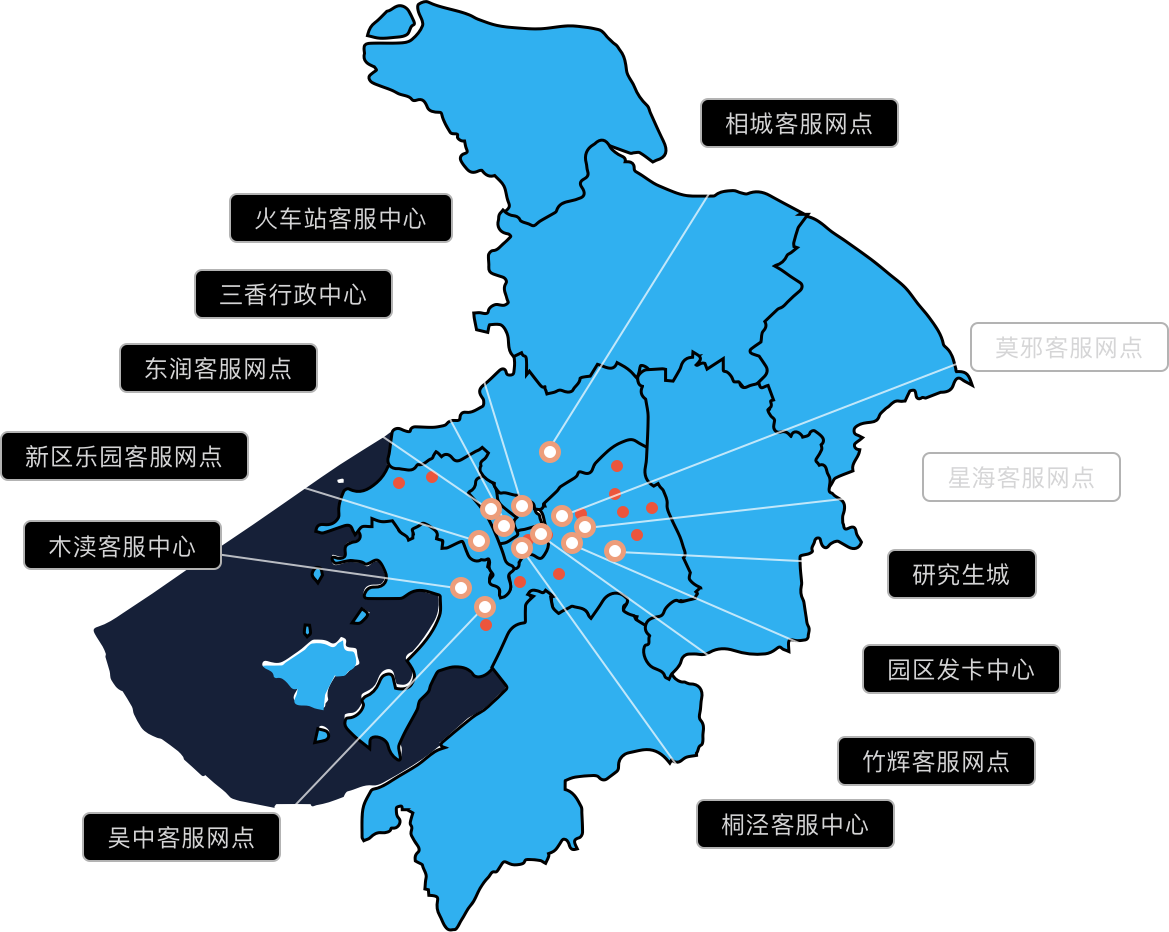 相城客服网点
火车站客服中心
三香行政中心
莫邪客服网点
东润客服网点
新区乐园客服网点
星海客服网点
木渎客服中心
研究生城
园区发卡中心
竹辉客服网点
桐泾客服中心
吴中客服网点